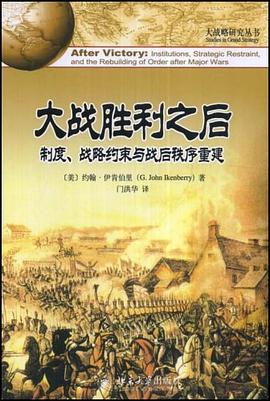 大战略研究丛书
Studies in Grand Strategy
After Victory: Institutions, Strategic Restraint,
and the Rebuilding of Order after Major Wars
大战胜利之后
制度、战略约束与战后秩序重建
〔美〕约翰·伊肯伯里（G. John Ikenberry）著
门洪华 译
北京大学出版社